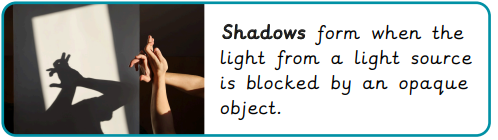 Shadows form when the
light from a light source
is blocked by an opaque
object.